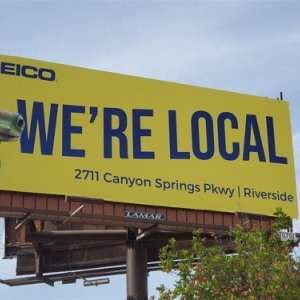 EICO
WE'RE LOCAL
2711 Canyon Springs Pkwy | Riverside
LAMAR